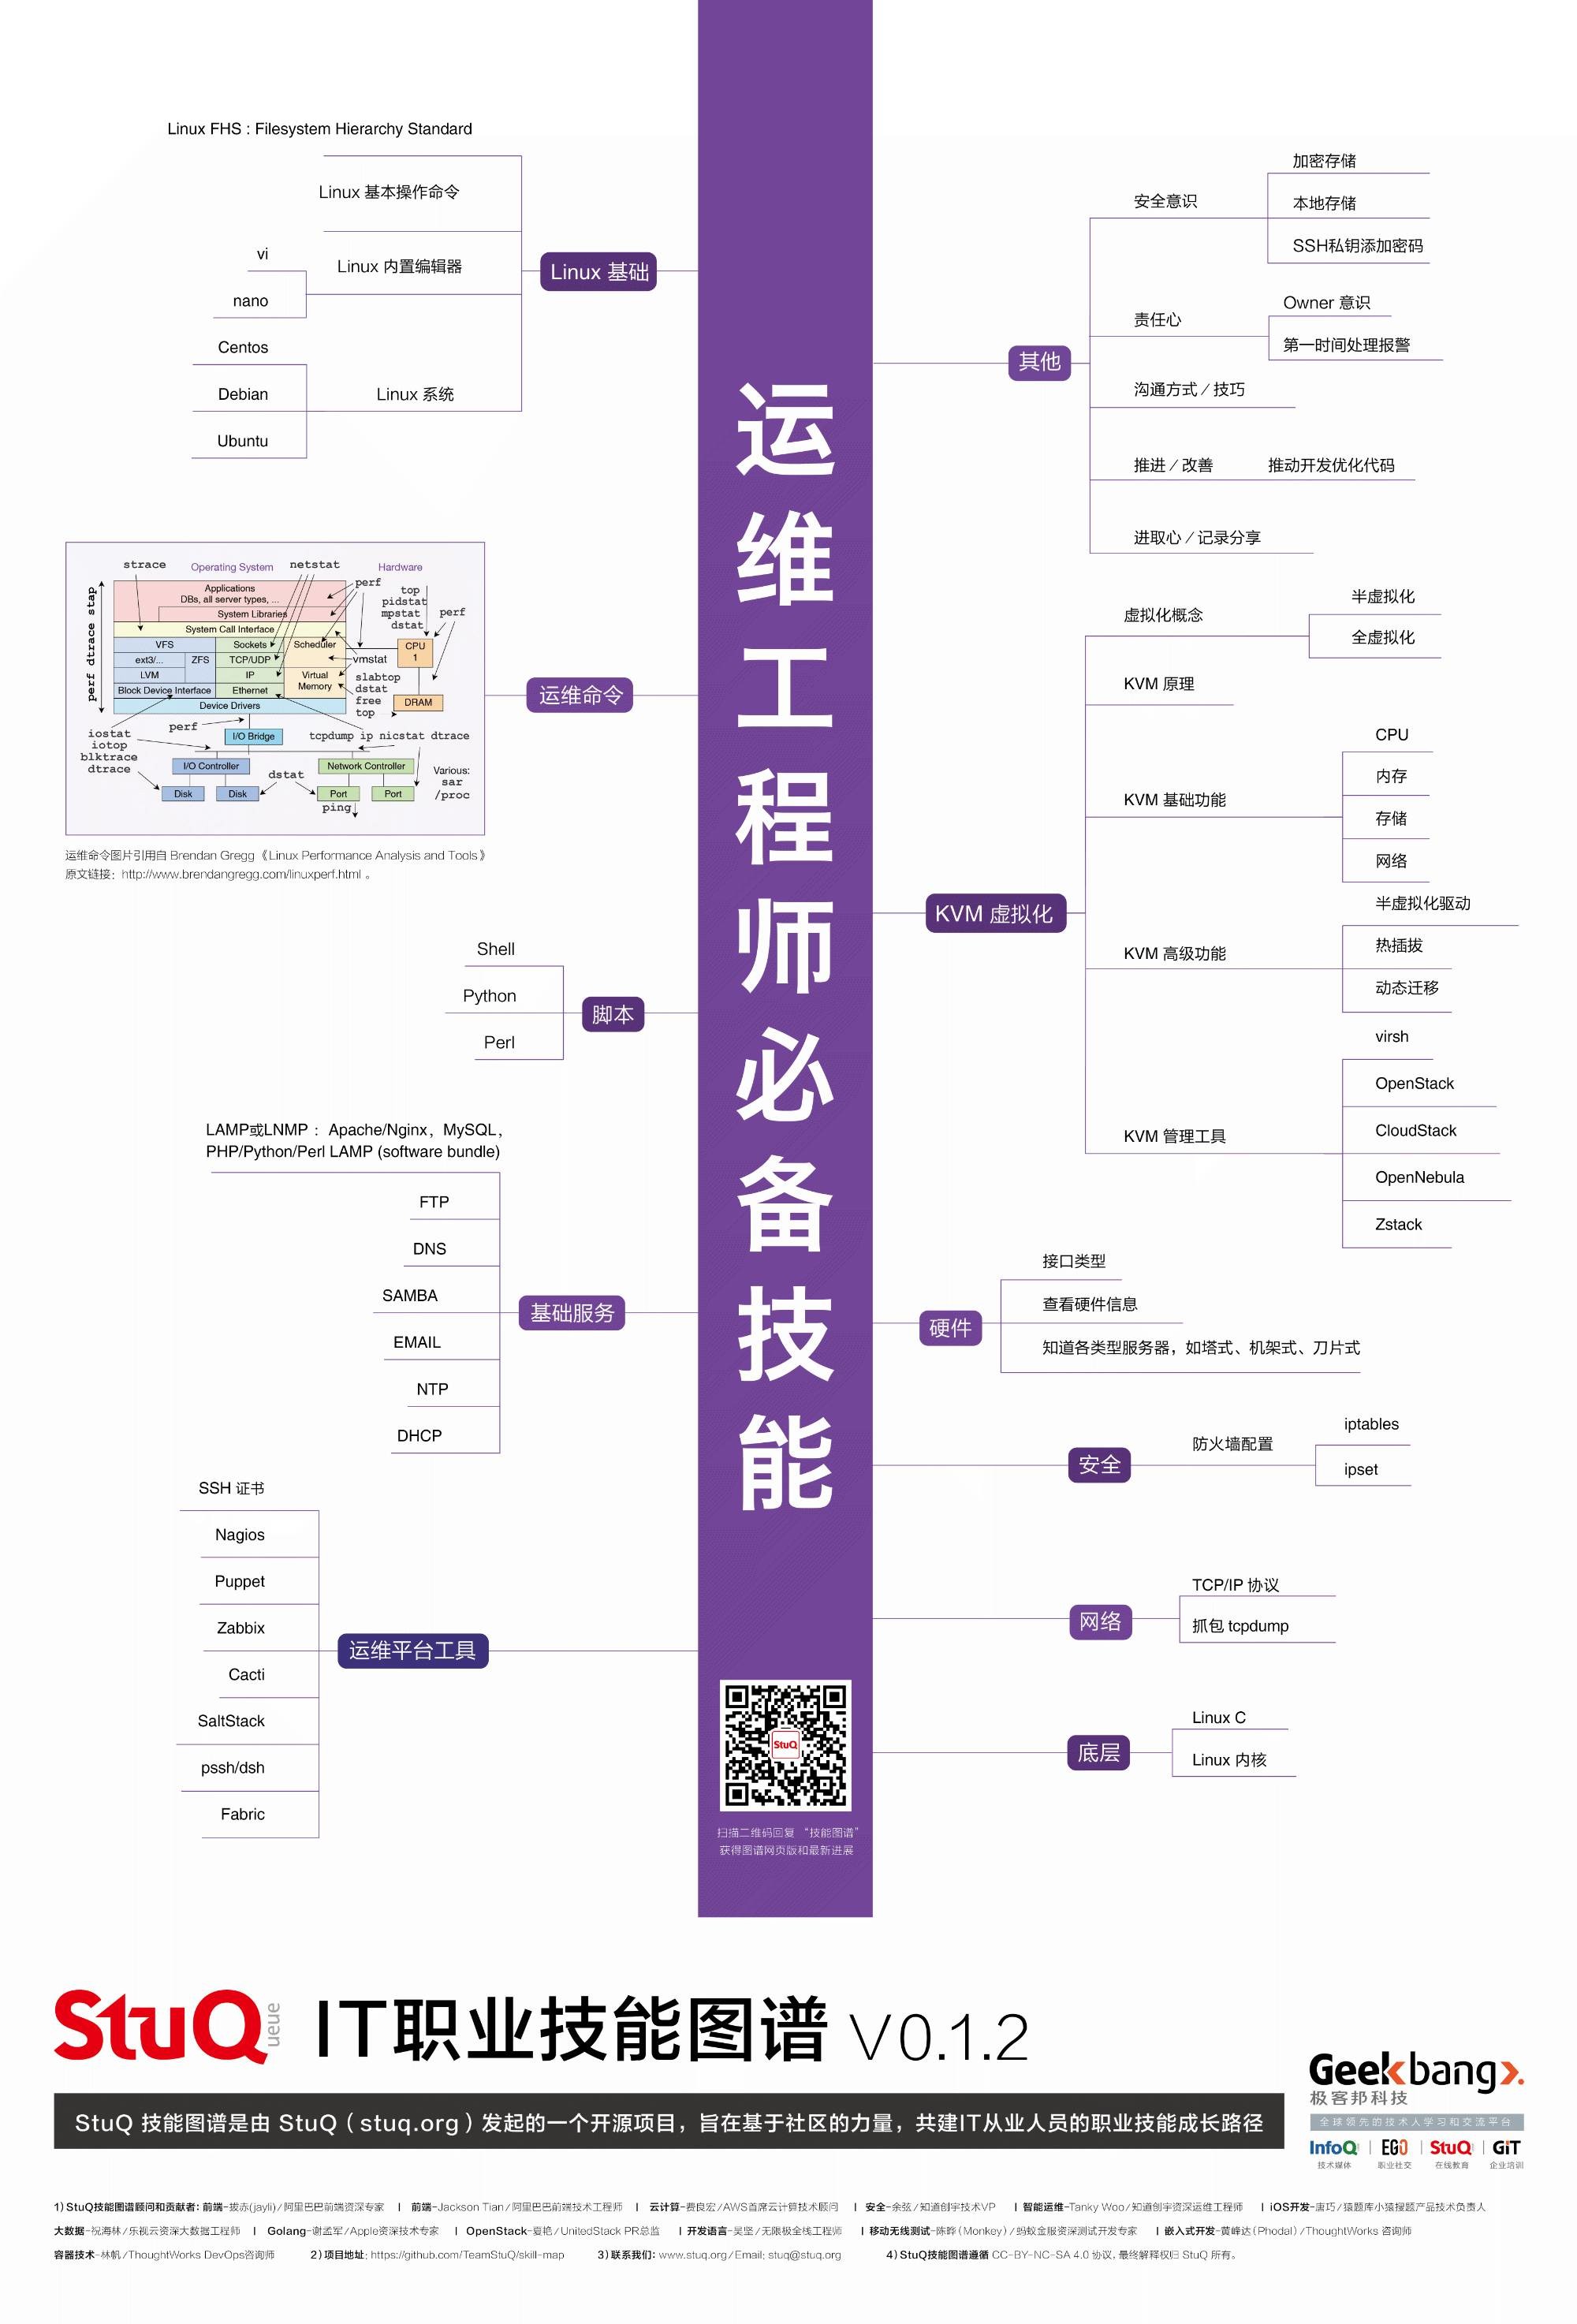 Linux FHS : Filesystem Hierarchy Standard
Linux 基本操作命令
Linux 内置编辑器
vi
nano
Linux 基础
Centos
Debian
Ubuntu
Linux 系统
strace
Operating System
netstat
Hardware
perf dtrace stap
Applications
DBs, all server types, ...
System Libraries
System Call Interface
VFS
Sockets
Scheduler
ext3/...
ZFS
TCP/UDP
LVM
IP
Virtual
Memory
Block Device Interface
Ethernet
Device Drivers
perf
top
pidstat
mpstat
dstat
perf
CPU
1
vmstat
slabtop
dstat
free
top
DRAM
iostat
iotop
blktrace
dtrace
perf
I/O Bridge
tcpdump ip nicstat dtrace
I/O Controller
Network Controller
dstat
Various:
sar
/proc
Disk
Disk
Port
Port
ping
运维命令
运维命令图片引用自 Brendan Gregg 《Linux Performance Analysis and Tools》
原文链接：http://www.brendangregg.com/linuxperf.html 。
Shell
Python
Perl
脚本
LAMP或LNMP ：Apache/Nginx，MySQL，
PHP/Python/Perl LAMP (software bundle)
FTP
DNS
SAMBA
EMAIL
NTP
DHCP
基础服务
SSH 证书
Nagios
Puppet
Zabbix
Cacti
SaltStack
pssh/dsh
Fabric
运维平台工具
运维工程师必备技能
StuQ
扫描二维码回复 “技能图谱”
获得图谱网页版和最新进展
其他
安全意识
加密存储
本地存储
SSH私钥添加密码
责任心
Owner 意识
第一时间处理报警
沟通方式／技巧
推进／改善
推动开发优化代码
进取心／记录分享
KVM 虚拟化
虚拟化概念
半虚拟化
全虚拟化
KVM 原理
KVM 基础功能
CPU
内存
存储
网络
KVM 高级功能
半虚拟化驱动
热插拔
动态迁移
KVM 管理工具
virsh
OpenStack
CloudStack
OpenNebula
Zstack
硬件
接口类型
查看硬件信息
知道各类型服务器，如塔式、机架式、刀片式
安全
防火墙配置
iptables
ipset
网络
TCP/IP 协议
抓包 tcpdump
底层
Linux C
Linux 内核
StuQ ueue IT职业技能图谱 V0.1.2
StuQ 技能图谱是由 StuQ（stuq.org）发起的一个开源项目，旨在基于社区的力量，共建IT从业人员的职业技能成长路径
Geekbang>.
极客邦科技
全球领先的技术人学习和交流平台
InfoQ | EGO | StuQ | GiT
技术媒体 职业社交 在线教育 企业培训
1）StuQ技能图谱顾问和贡献者：前端-拔赤(jayli)/阿里巴巴前端资深专家 | 前端-Jackson Tian/阿里巴巴前端技术工程师 | 云计算-费良宏/AWS首席云计算技术顾问 | 安全-余弦/知道创宇技术VP | 智能运维-Tanky Woo/知道创宇资深运维工程师 | iOS开发-唐巧/猿题库小猿搜题产品技术负责人
大数据-祝海林/乐视云资深大数据工程师 | Golang-谢孟军/Apple资深技术专家 | OpenStack-夏艳/UnitedStack PR总监 | 开发语言-吴坚/无限极全栈工程师 | 移动无线测试-陈晔（Monkey）/蚂蚁金服资深测试开发专家 | 嵌入式开发-黄峰达（Phodal）/ThoughtWorks 咨询师
容器技术-林帆/ThoughtWorks DevOps咨询师 2）项目地址：https://github.com/TeamStuQ/skill-map 3）联系我们：www.stuq.org/Email：stuq@stuq.org 4）StuQ技能图谱遵循 CC-BY-NC-SA 4.0 协议，最终解释权归 StuQ 所有。